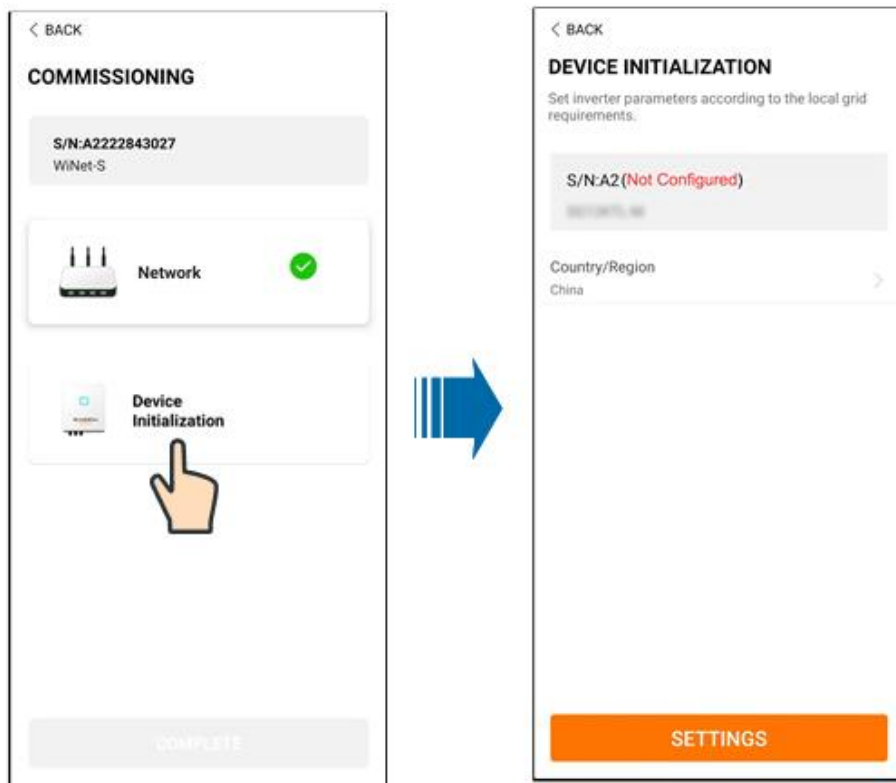 < BACK
COMMISSIONING
S/N:A2222843027
WiNet-S
Network
Device
Initialization
COMPLETE
< BACK
DEVICE INITIALIZATION
Set inverter parameters according to the local grid
requirements.
S/N:A2(Not Configured)
Country/Region
China
SETTINGS